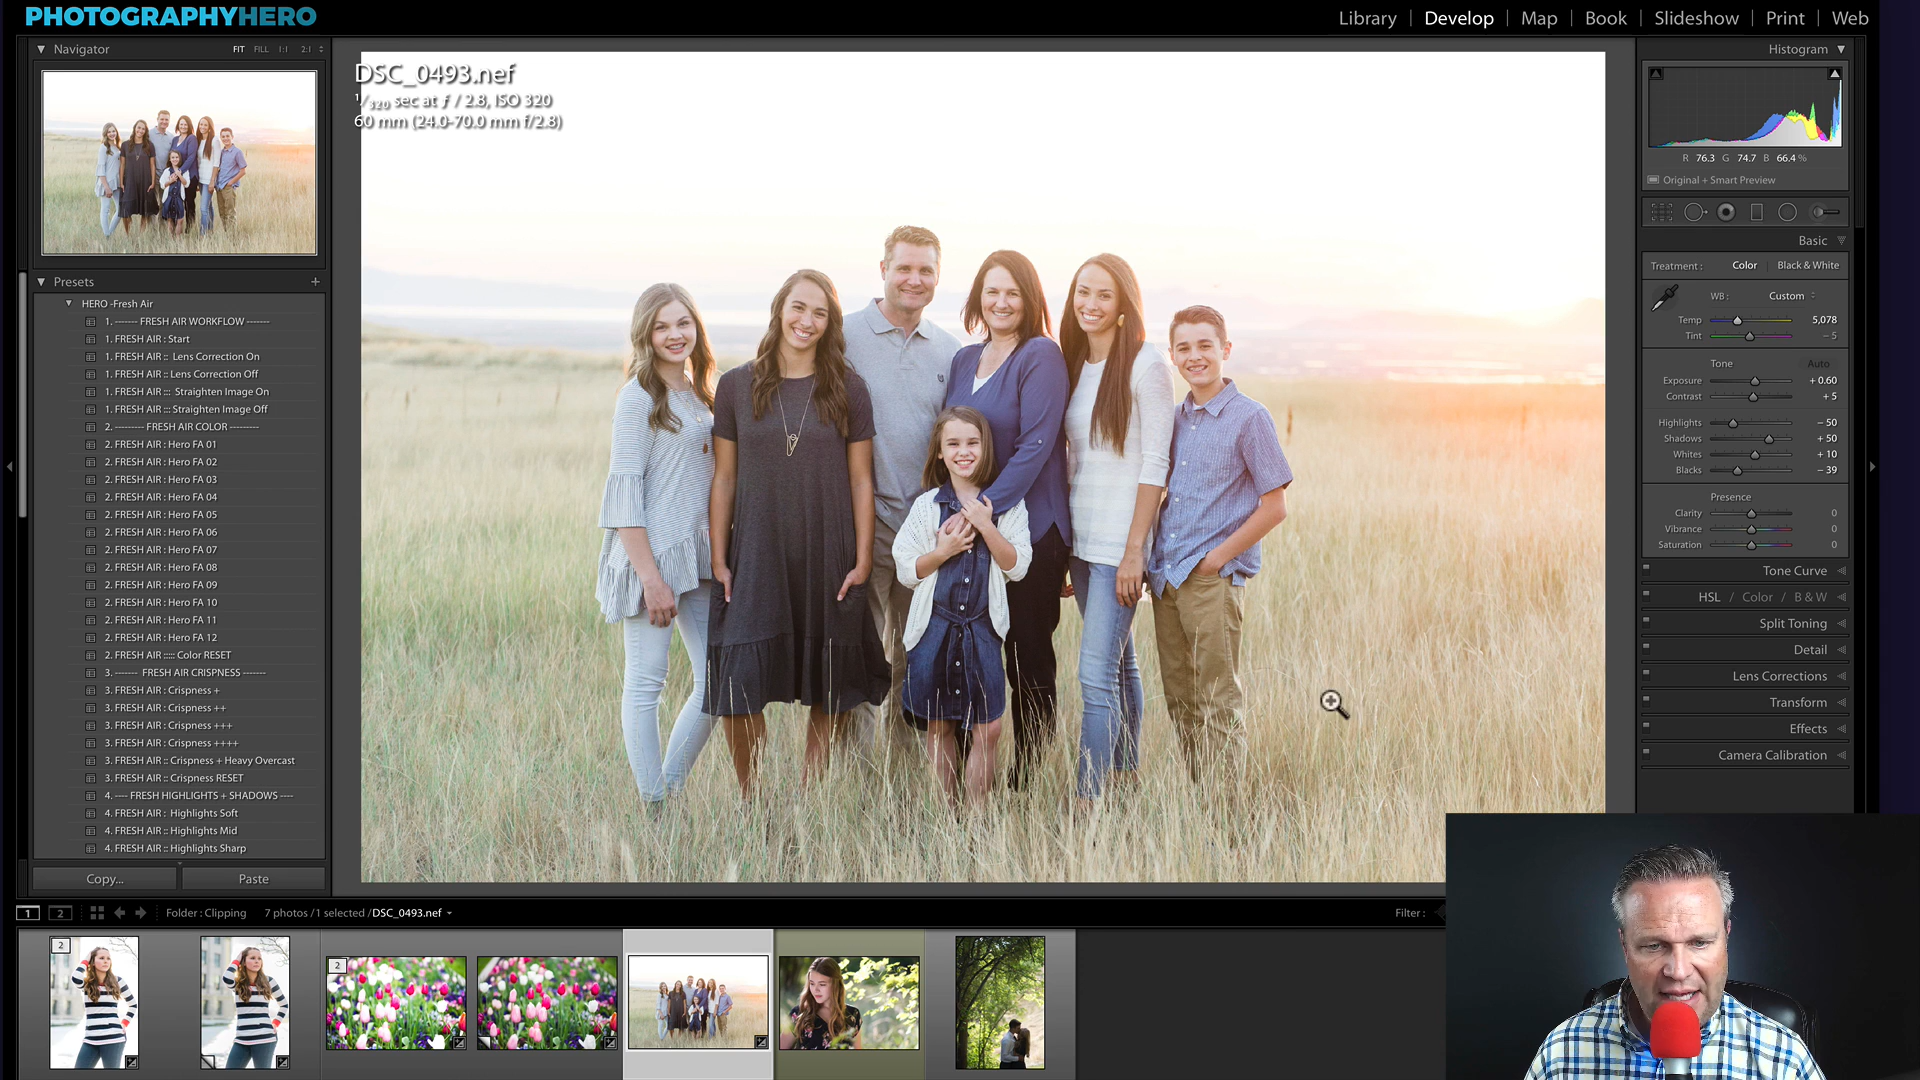 PHOTOGRAPHYHERO
Library | Develop | Map | Book | Slideshow | Print | Web
Navigator FIT FILL 1:1 2:1
DSC_0493.nef
1/320 sec at f / 2.8, ISO 320
60 mm (24.0-70.0 mm f/2.8)
Presets +
HERO -Fresh Air
1. ------- FRESH AIR WORKFLOW -------
1. FRESH AIR : Start
1. FRESH AIR :: Lens Correction On
1. FRESH AIR :: Lens Correction Off
1. FRESH AIR ::: Straighten Image On
1. FRESH AIR ::: Straighten Image Off
2. --------- FRESH AIR COLOR ---------
2. FRESH AIR : Hero FA 01
2. FRESH AIR : Hero FA 02
2. FRESH AIR : Hero FA 03
2. FRESH AIR : Hero FA 04
2. FRESH AIR : Hero FA 05
2. FRESH AIR : Hero FA 06
2. FRESH AIR : Hero FA 07
2. FRESH AIR : Hero FA 08
2. FRESH AIR : Hero FA 09
2. FRESH AIR : Hero FA 10
2. FRESH AIR : Hero FA 11
2. FRESH AIR : Hero FA 12
2. FRESH AIR ::::: Color RESET
3. ------- FRESH AIR CRISPNESS -------
3. FRESH AIR : Crispness +
3. FRESH AIR : Crispness ++
3. FRESH AIR : Crispness +++
3. FRESH AIR : Crispness ++++
3. FRESH AIR :: Crispness + Heavy Overcast
3. FRESH AIR :: Crispness RESET
4. ---- FRESH HIGHLIGHTS + SHADOWS ----
4. FRESH AIR : Highlights Soft
4. FRESH AIR :: Highlights Mid
4. FRESH AIR :: Highlights Sharp
Copy... Paste
Histogram
R 76.3 G 74.7 B 66.4 %
Original + Smart Preview
Basic
Treatment : Color | Black & White
WB : Custom
Temp 5,078
Tint - 5
Tone Auto
Exposure + 0.60
Contrast + 5
Highlights - 50
Shadows + 50
Whites + 10
Blacks - 39
Presence
Clarity 0
Vibrance 0
Saturation 0
Tone Curve
HSL / Color / B & W
Split Toning
Detail
Lens Corrections
Transform
Effects
Camera Calibration
1 2 Folder : Clipping 7 photos / 1 selected / DSC_0493.nef Filter :
2
2